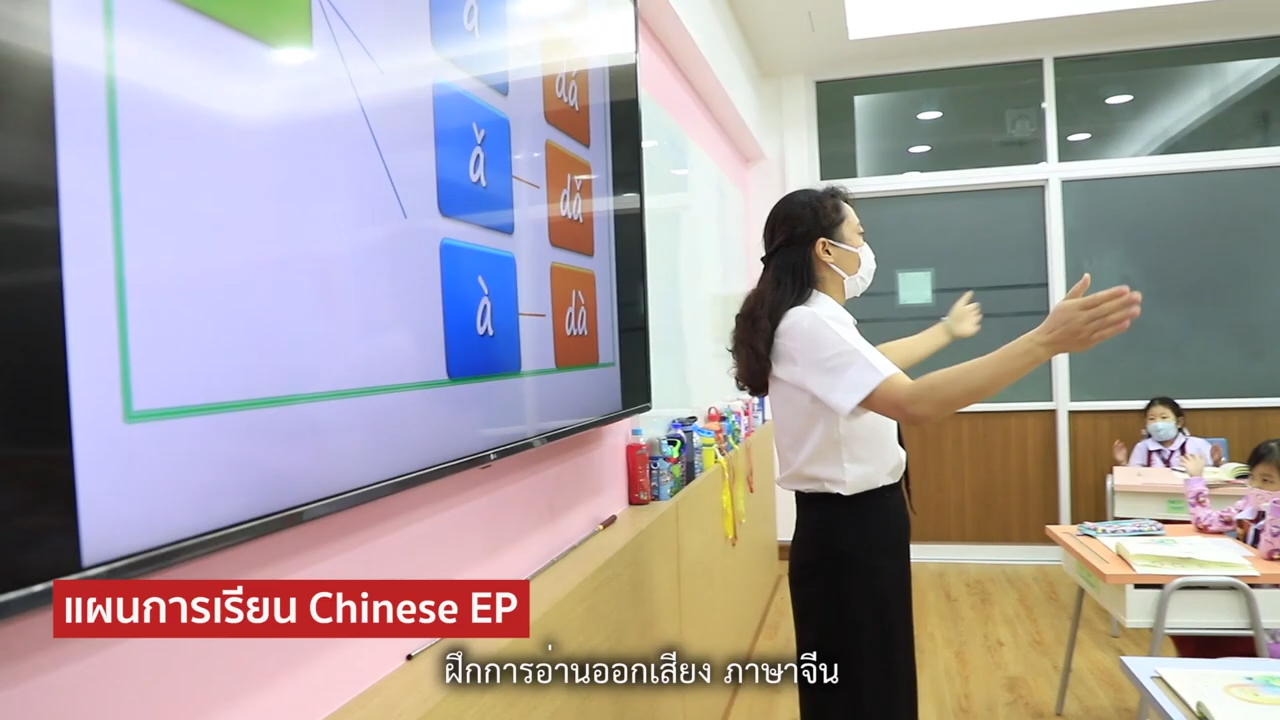 ǎ
dá
dǎ
à
dà
แผนการเรียน Chinese EP
ฝึกการอ่านออกเสียง ภาษาจีน